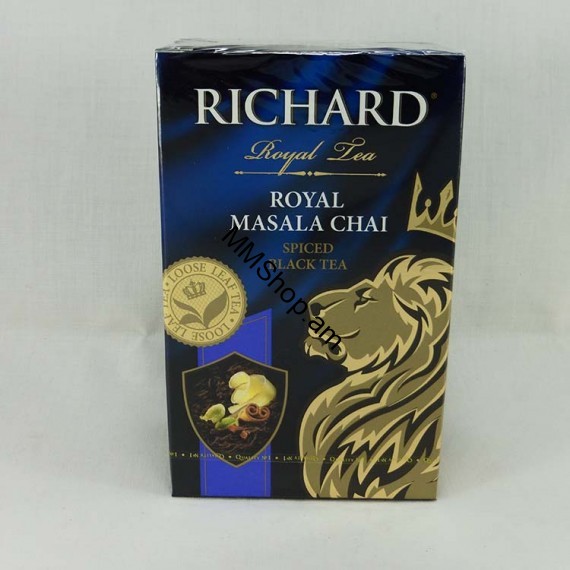 RICHARD®
Royal Tea
ROYAL
MASALA CHAI
SPICED
BLACK TEA
MMShop.am
LOOSE LEAF TEA • LOOSE LEAF TEA •